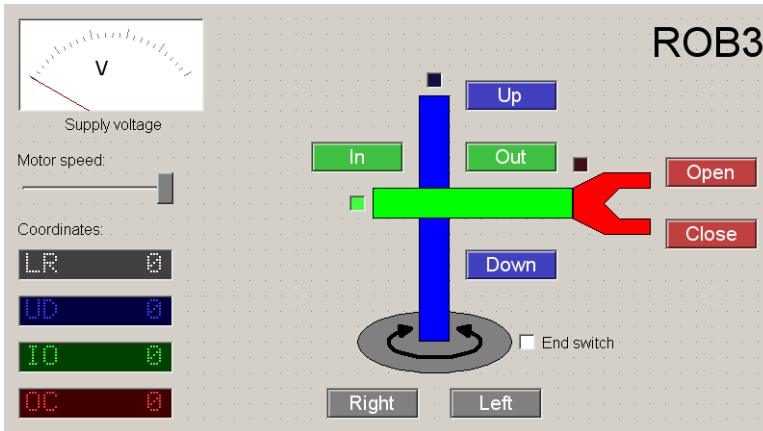 ROB3
V
Supply voltage
Motor speed:
Coordinates:
LR 0
UD 0
IO 0
OC 0
Up
In
Out
Open
Close
Down
End switch
Right
Left